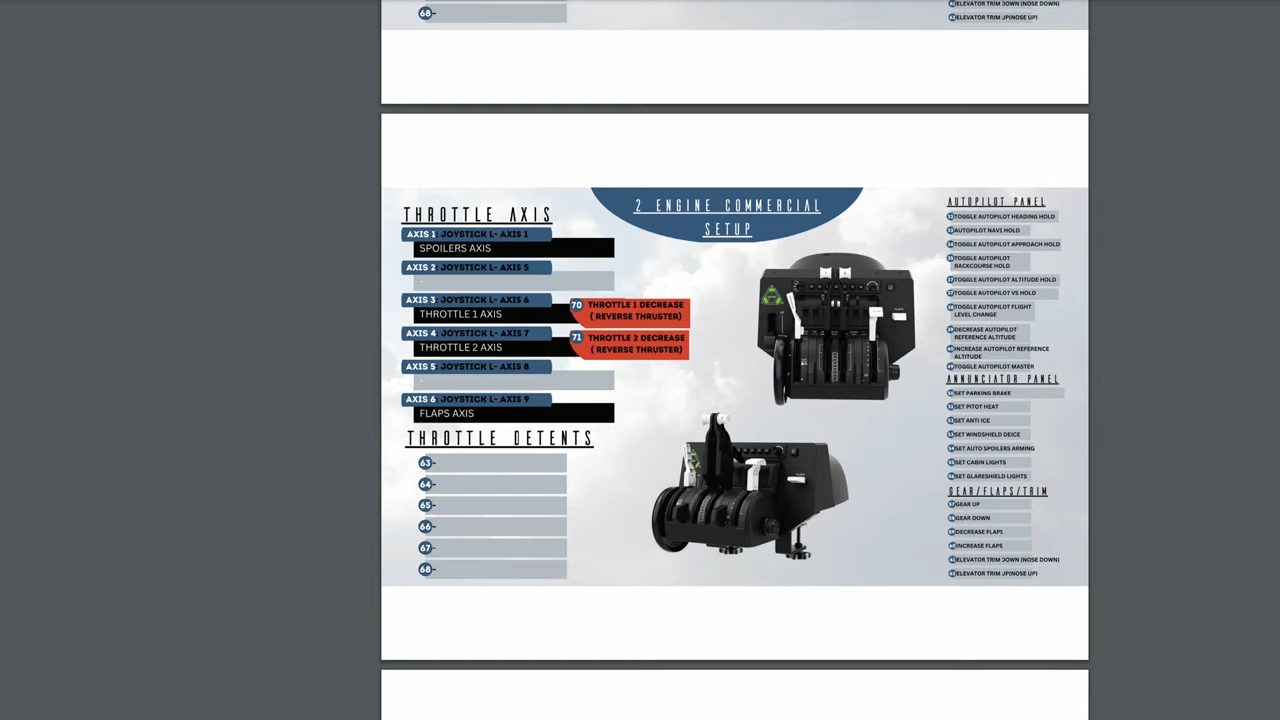 68-
ELEVATOR TRIM DOWN (NOSE DOWN)
62 ELEVATOR TRIM UP(NOSE UP)
2 ENGINE COMMERCIAL
SETUP
THROTTLE AXIS
AXIS 1: JOYSTICK L- AXIS 1
SPOILERS AXIS
AXIS 2: JOYSTICK L- AXIS 5
-
AXIS 3: JOYSTICK L- AXIS 6
THROTTLE 1 AXIS
70 THROTTLE 1 DECREASE
( REVERSE THRUSTER)
AXIS 4: JOYSTICK L- AXIS 7
THROTTLE 2 AXIS
71 THROTTLE 2 DECREASE
( REVERSE THRUSTER)
AXIS 5: JOYSTICK L- AXIS 8
-
AXIS 6: JOYSTICK L- AXIS 9
FLAPS AXIS
THROTTLE DETENTS
63-
64-
65-
66-
67-
68-
AUTOPILOT PANEL
TOGGLE AUTOPILOT HEADING HOLD
AUTOPILOT NAV1 HOLD
TOGGLE AUTOPILOT APPROACH HOLD
TOGGLE AUTOPILOT
BACKCOURSE HOLD
TOGGLE AUTOPILOT ALTITUDE HOLD
TOGGLE AUTOPILOT VS HOLD
TOGGLE AUTOPILOT FLIGHT
LEVEL CHANGE
DECREASE AUTOPILOT
REFERENCE ALTITUDE
INCREASE AUTOPILOT REFERENCE
ALTITUDE
TOGGLE AUTOPILOT MASTER
ANNUNCIATOR PANEL
SET PARKING BRAKE
SET PITOT HEAT
SET ANTI ICE
SET WINDSHIELD DEICE
SET AUTO SPOILERS ARMING
SET CABIN LIGHTS
SET GLARESHIELD LIGHTS
GEAR/FLAPS/TRIM
GEAR UP
GEAR DOWN
DECREASE FLAPS
INCREASE FLAPS
ELEVATOR TRIM DOWN (NOSE DOWN)
ELEVATOR TRIM UP(NOSE UP)
FLAPS
FLAPS